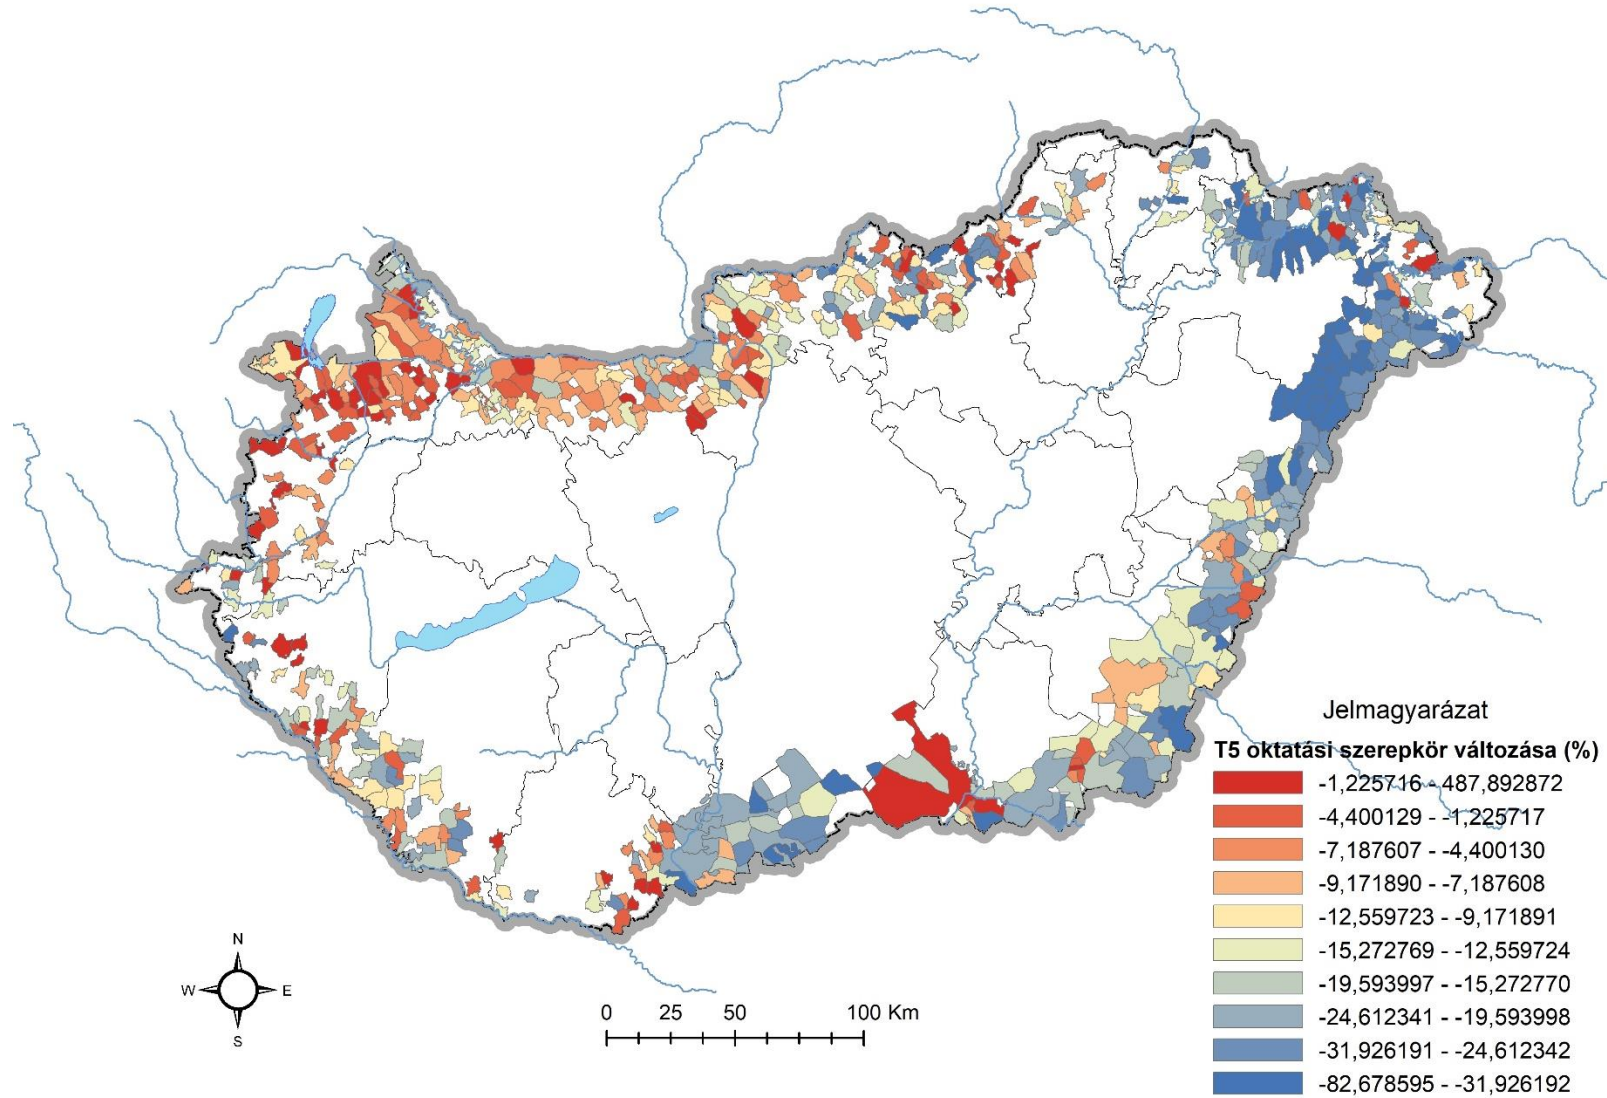 N
W E
S
0 25 50 100 Km
Jelmagyarázat
T5 oktatási szerepkör változása (%)
-1,225716 - 487,892872
-4,400129 - -1,225717
-7,187607 - -4,400130
-9,171890 - -7,187608
-12,559723 - -9,171891
-15,272769 - -12,559724
-19,593997 - -15,272770
-24,612341 - -19,593998
-31,926191 - -24,612342
-82,678595 - -31,926192